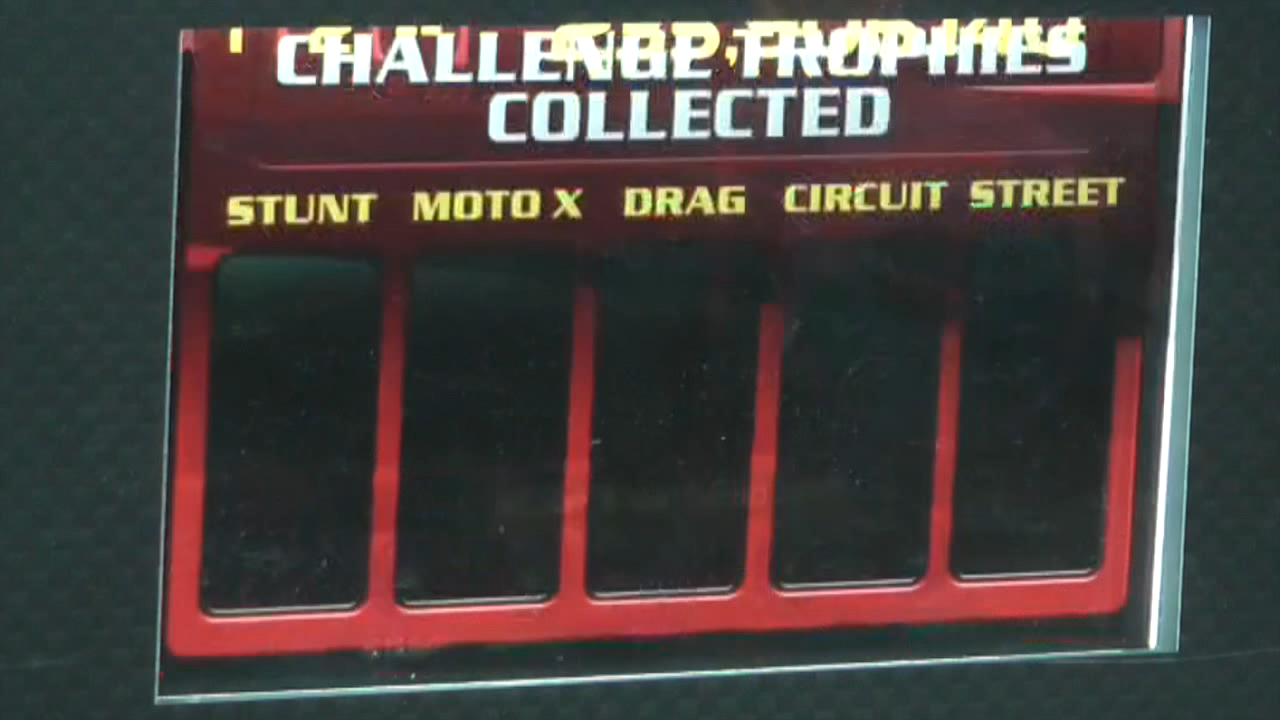 CHALLENGE TROPHIES
COLLECTED
STUNT MOTO X DRAG CIRCUIT STREET